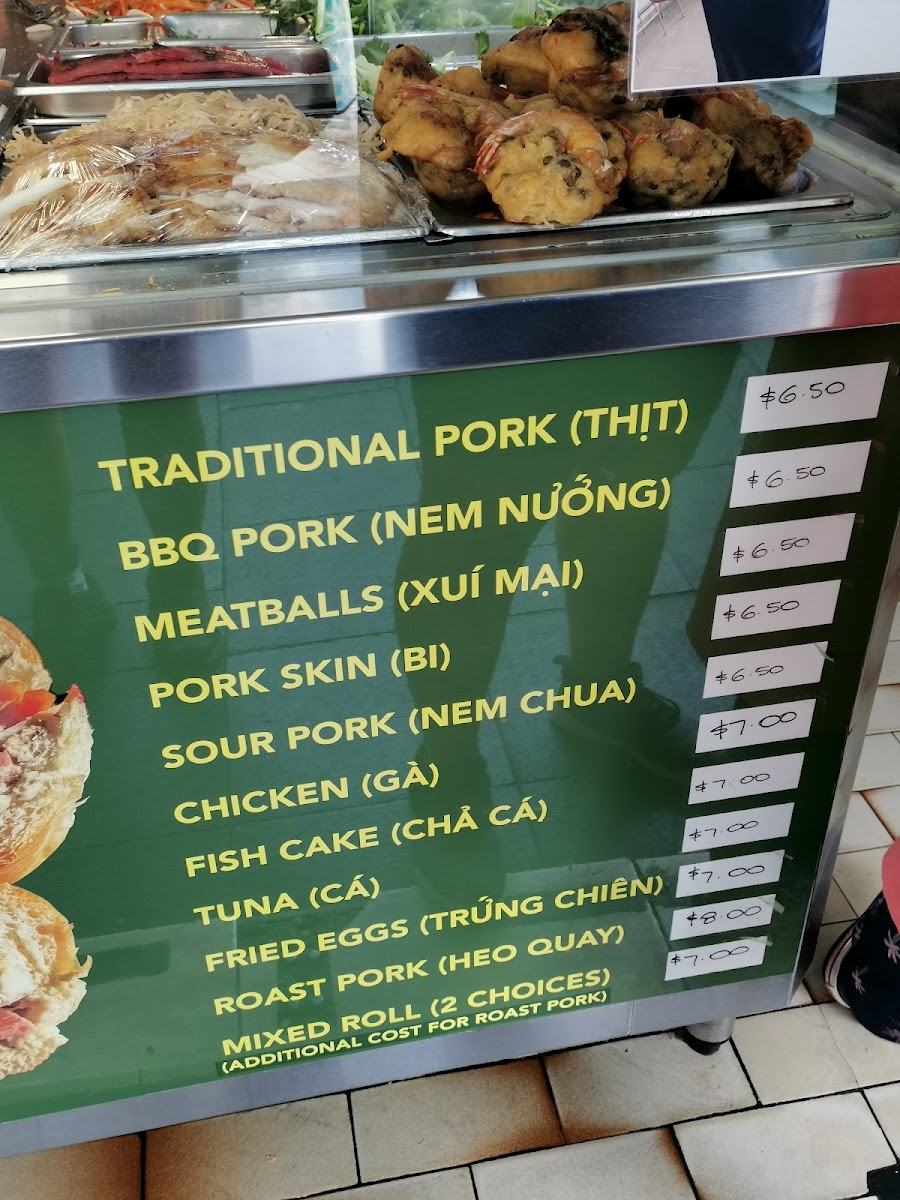 TRADITIONAL PORK (THỊT) $6.50
BBQ PORK (NEM NƯỚNG) $6.50
MEATBALLS (XUÍ MẠI) $6.50
PORK SKIN (BI) $6.50
SOUR PORK (NEM CHUA) $6.50
CHICKEN (GÀ) $7.00
FISH CAKE (CHẢ CÁ) $7.00
TUNA (CÁ) $7.00
FRIED EGGS (TRỨNG CHIÊN) $7.00
ROAST PORK (HEO QUAY) $8.00
MIXED ROLL (2 CHOICES) $7.00
(ADDITIONAL COST FOR ROAST PORK)